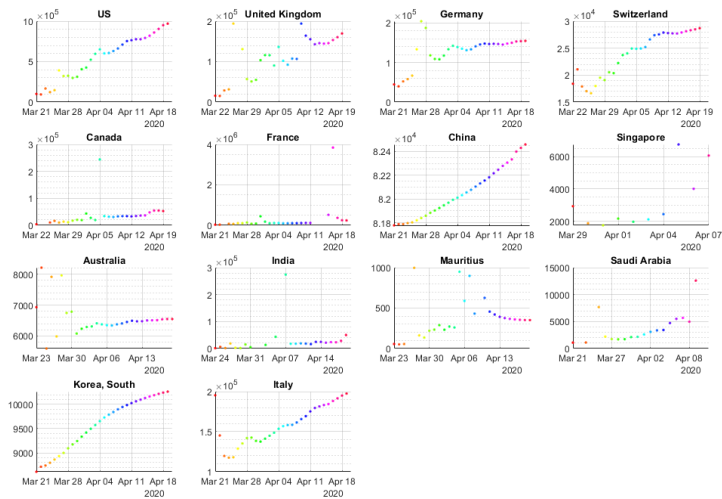 US
×10^5
10
5
0
Mar 21 Mar 28 Apr 04 Apr 11 Apr 18
2020
United Kingdom
×10^5
2
1
0
Mar 22 Mar 29 Apr 05 Apr 12 Apr 19
2020
Germany
×10^5
2
1
0
Mar 21 Mar 28 Apr 04 Apr 11 Apr 18
2020
Switzerland
×10^4
3
2.5
2
1.5
Mar 22 Mar 29 Apr 05 Apr 12 Apr 19
2020
Canada
×10^5
3
2
1
0
Mar 22 Mar 29 Apr 05 Apr 12 Apr 19
2020
France
×10^6
4
2
0
Mar 21 Mar 28 Apr 04 Apr 11 Apr 18
2020
China
×10^4
8.24
8.22
8.2
8.18
Mar 21 Mar 28 Apr 04 Apr 11 Apr 18
2020
Singapore
6000
4000
2000
Mar 29 Apr 01 Apr 04 Apr 07
2020
Australia
8000
7000
6000
Mar 23 Mar 30 Apr 06 Apr 13
2020
India
×10^5
3
2
1
0
Mar 24 Mar 31 Apr 07 Apr 14
2020
Mauritius
1000
500
0
Mar 23 Mar 30 Apr 06 Apr 13
2020
Saudi Arabia
15000
10000
5000
0
Mar 21 Mar 27 Apr 02 Apr 08
2020
Korea, South
10000
9500
9000
Mar 21 Mar 28 Apr 04 Apr 11 Apr 18
2020
Italy
×10^5
2
1.5
1
Mar 21 Mar 28 Apr 04 Apr 11 Apr 18
2020